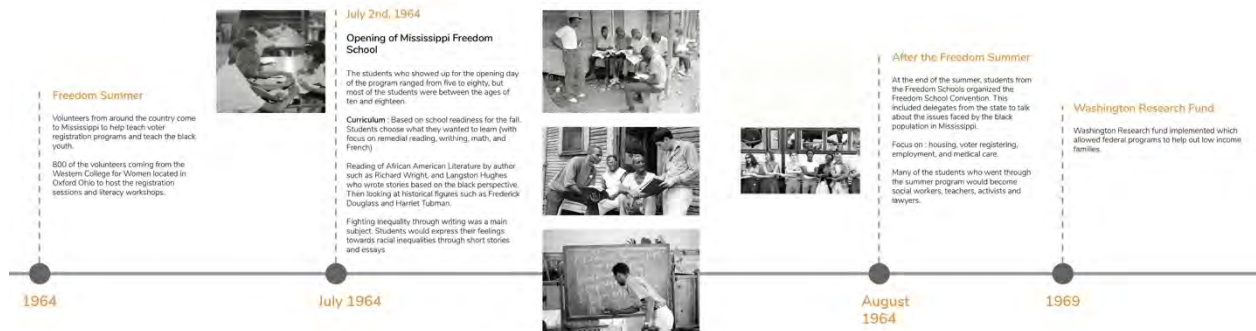 Freedom Summer
Volunteers from around the country come
to Mississippi to help teach voter
registration programs and teach the black
youth.
800 of the volunteers coming from the
Western College for Women located in
Oxford Ohio to host the registration
sessions and literacy workshops.
1964
July 2nd, 1964
Opening of Mississippi Freedom
School
The students who showed up for the opening day
of the program ranged from five to eighty, but
most of the students were between the ages of
ten and eighteen.
Curriculum : Based on school readiness for the fall.
Students choose what they wanted to learn (with
focus on remedial reading, writhing, math, and
French)
Reading of African American Literature by author
such as Richard Wright, and Langston Hughes
who wrote stories based on the black perspective.
Then looking at historical figures such as Frederick
Douglass and Harriet Tubman.
Fighting inequality through writing was a main
subject. Students would express their feelings
towards racial inequalities through short stories
and essays
July 1964
After the Freedom Summer
At the end of the summer, students from
the Freedom Schools organized the
Freedom School Convention. This
included delegates from the state to talk
about the issues faced by the black
population in Mississippi.
Focus on : housing, voter registering,
employment, and medical care.
Many of the students who went through
the summer program would become
social workers, teachers, activists and
lawyers.
August
1964
Washington Research Fund
Washington Research fund implemented which
allowed federal programs to help out low income
families.
1969